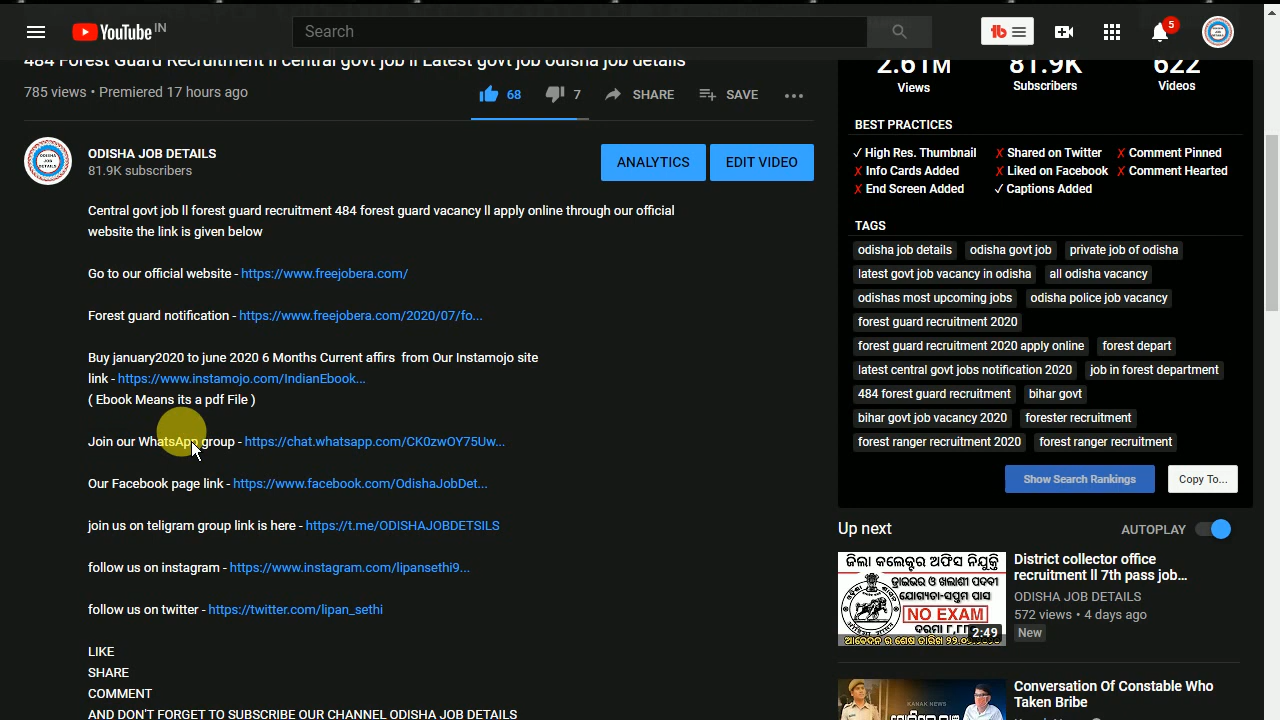 YouTube IN
Search
5
484 Forest Guard Recruitment ll central govt job ll Latest govt job odisha job details
785 views • Premiered 17 hours ago
68
7
SHARE
SAVE
ODISHA JOB DETAILS
81.9K subscribers
ANALYTICS
EDIT VIDEO
Central govt job ll forest guard recruitment 484 forest guard vacancy ll apply online through our official
website the link is given below
Go to our official website - https://www.freejobera.com/
Forest guard notification - https://www.freejobera.com/2020/07/fo...
Buy january2020 to june 2020 6 Months Current affirs from Our Instamojo site
link - https://www.instamojo.com/IndianEbook...
( Ebook Means its a pdf File )
Join our WhatsApp group - https://chat.whatsapp.com/CK0zwOY75Uw...
Our Facebook page link - https://www.facebook.com/OdishaJobDet...
join us on teligram group link is here - https://t.me/ODISHAJOBDETSILS
follow us on instagram - https://www.instagram.com/lipansethi9...
follow us on twitter - https://twitter.com/lipan_sethi
LIKE
SHARE
COMMENT
AND DON'T FORGET TO SUBSCRIBE OUR CHANNEL ODISHA JOB DETAILS
2.61M
81.9K
622
Views
Subscribers
Videos
BEST PRACTICES
✓ High Res. Thumbnail
✗ Shared on Twitter
✗ Comment Pinned
✗ Info Cards Added
✗ Liked on Facebook
✗ Comment Hearted
✗ End Screen Added
✓ Captions Added
TAGS
odisha job details
odisha govt job
private job of odisha
latest govt job vacancy in odisha
all odisha vacancy
odishas most upcoming jobs
odisha police job vacancy
forest guard recruitment 2020
forest guard recruitment 2020 apply online
forest depart
latest central govt jobs notification 2020
job in forest department
484 forest guard recruitment
bihar govt
bihar govt job vacancy 2020
forester recruitment
forest ranger recruitment 2020
forest ranger recruitment
Show Search Rankings
Copy To...
Up next
AUTOPLAY
ଜିଲା କଲେକ୍ଟର ଅଫିସ ନିଯୁକ୍ତି
ଡ୍ରାଇଭର ଓ ଖଲାଶୀ ପଦବୀ
ଯୋଗ୍ୟତା-ସପ୍ତମ ପାସ
NO EXAM
2:49
District collector office
recruitment ll 7th pass job...
ODISHA JOB DETAILS
572 views • 4 days ago
New
KANAK NEWS
Conversation Of Constable Who
Taken Bribe